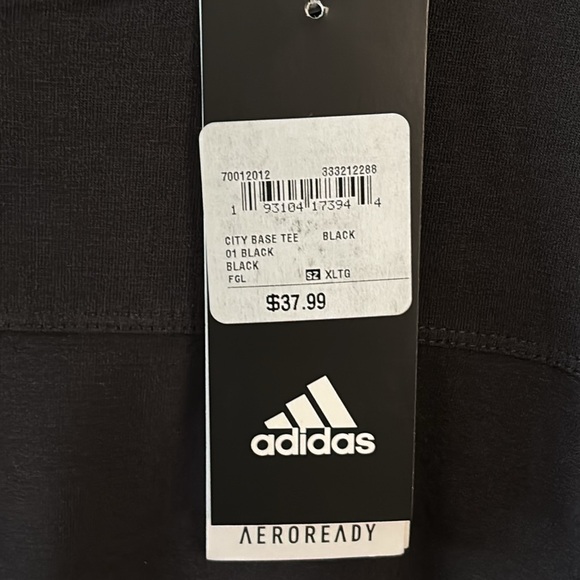 70012012 333212288
1 93104 17394 4
CITY BASE TEE BLACK
01 BLACK
BLACK
FGL SZ XLTG
$37.99
adidas
AEROREADY